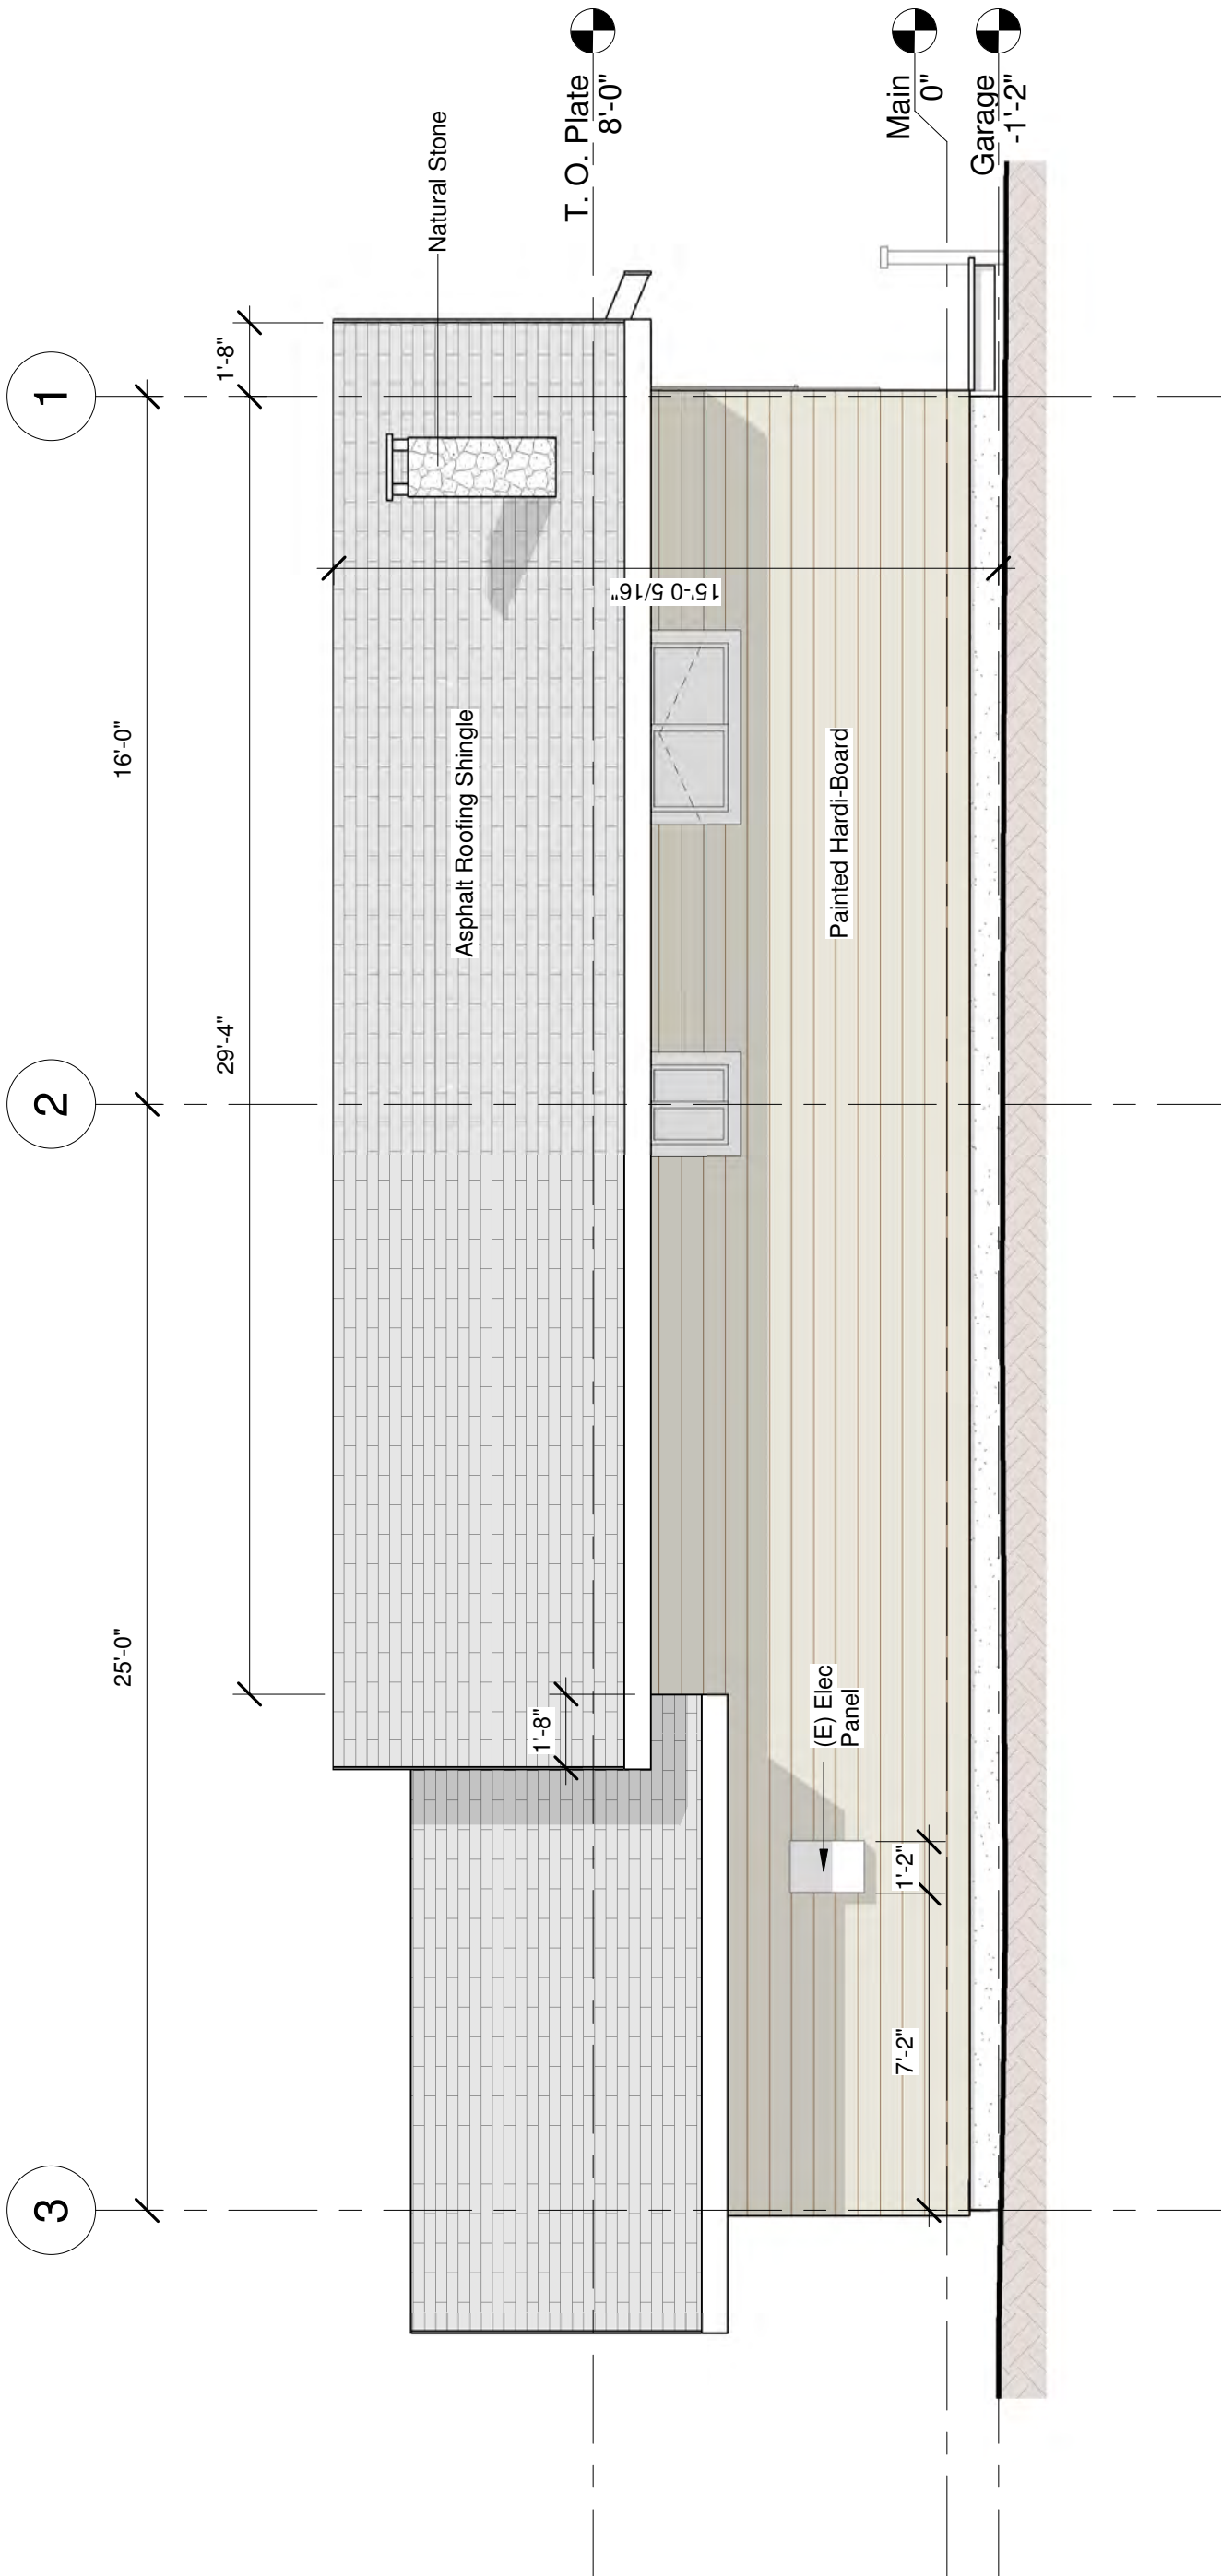 3
2
1
25'-0"
16'-0"
29'-4"
1'-8"
Natural Stone
T. O. Plate
8'-0"
Asphalt Roofing Shingle
1'-8"
15'-0 5/16"
Painted Hardi-Board
(E) Elec
Panel
7'-2"
1'-2"
Main
0"
Garage
-1'-2"